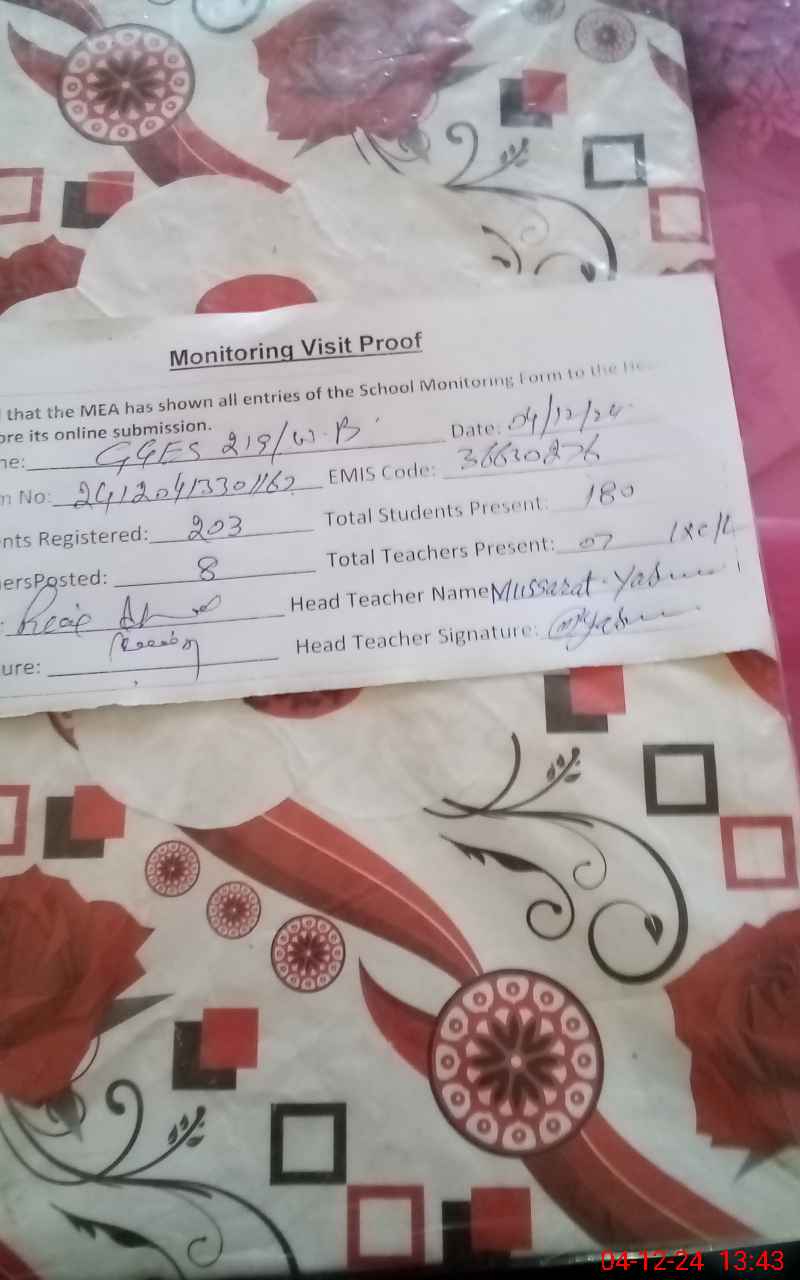 Monitoring Visit Proof
that the MEA has shown all entries of the School Monitoring Form to the
ore its online submission.
ne: GGES 219/W.B Date: 04/12/24
n No: EMIS Code: 36630276
nts Registered: 203 Total Students Present: 180
ersPosted: 8 Total Teachers Present: 07
Head Teacher Name Mussarat Yasmeen
ure: Head Teacher Signature:
04-12-24 13:43